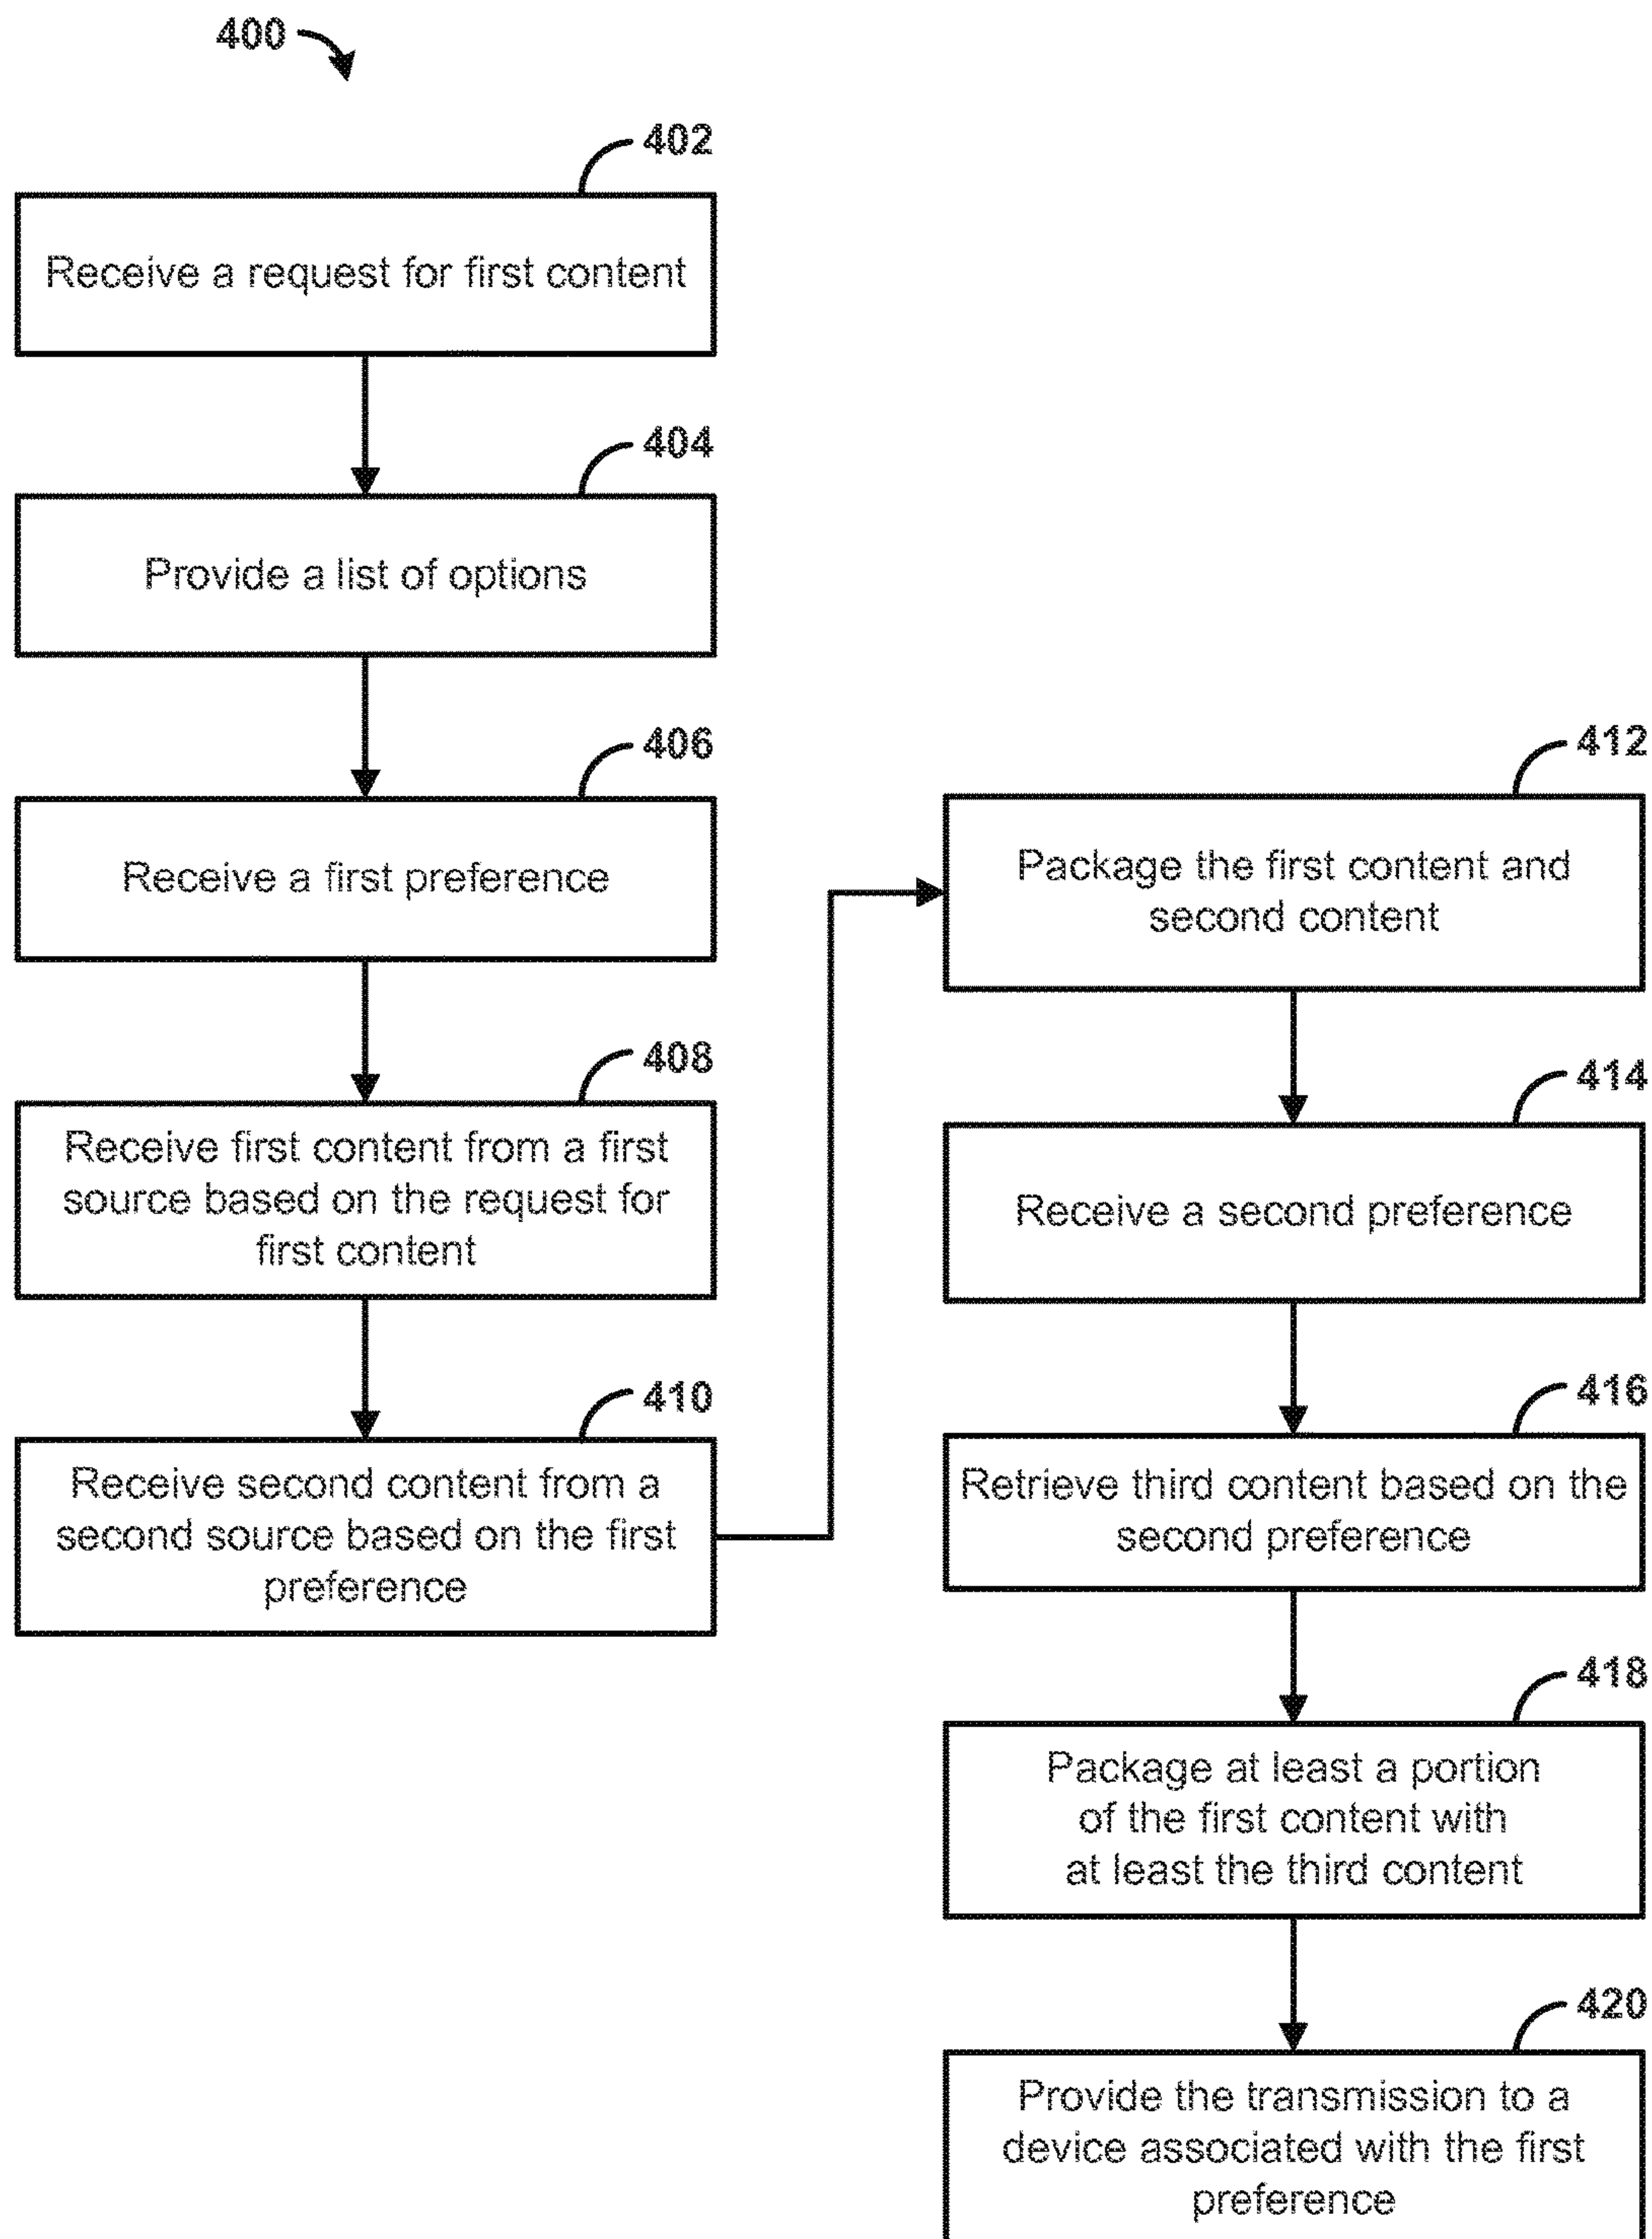 400
402
Receive a request for first content
404
Provide a list of options
406
Receive a first preference
408
Receive first content from a first
source based on the request for
first content
410
Receive second content from a
second source based on the first
preference
412
Package the first content and
second content
414
Receive a second preference
416
Retrieve third content based on the
second preference
418
Package at least a portion
of the first content with
at least the third content
420
Provide the transmission to a
device associated with the first
preference